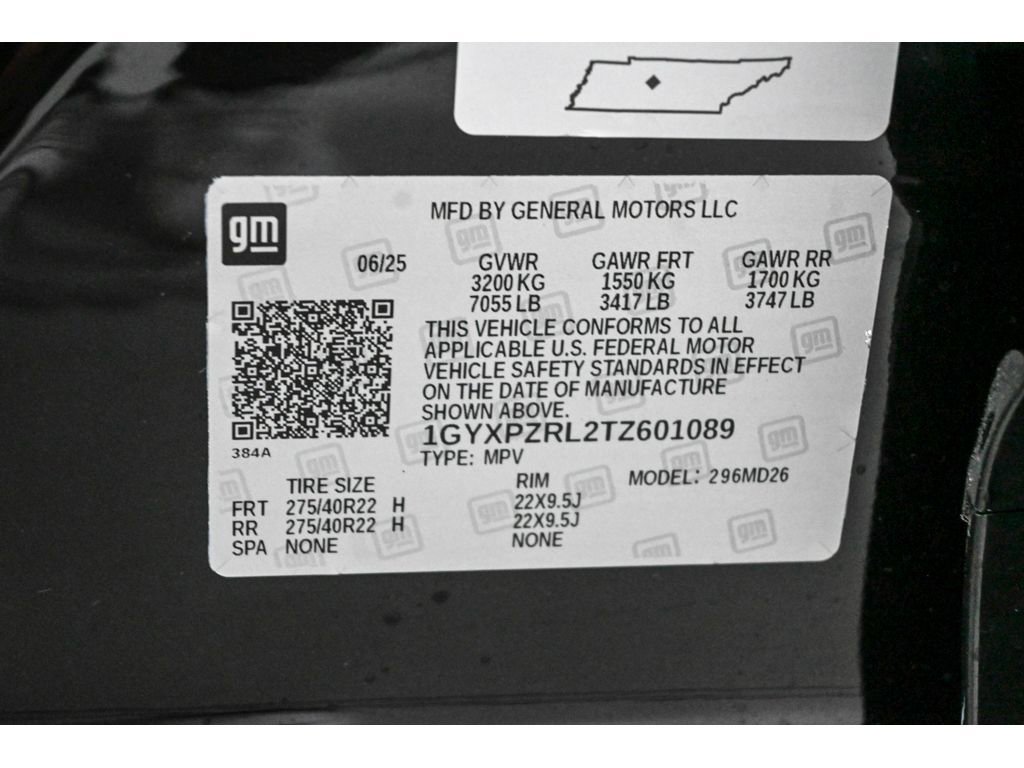 gm
MFD BY GENERAL MOTORS LLC
06/25 GVWR GAWR FRT GAWR RR
3200 KG 1550 KG 1700 KG
7055 LB 3417 LB 3747 LB
THIS VEHICLE CONFORMS TO ALL
APPLICABLE U.S. FEDERAL MOTOR
VEHICLE SAFETY STANDARDS IN EFFECT
ON THE DATE OF MANUFACTURE
SHOWN ABOVE.
1GYXPZRL2TZ601089
384A
TYPE: MPV
TIRE SIZE RIM MODEL: 296MD26
FRT 275/40R22 H 22X9.5J
RR 275/40R22 H 22X9.5J
SPA NONE NONE